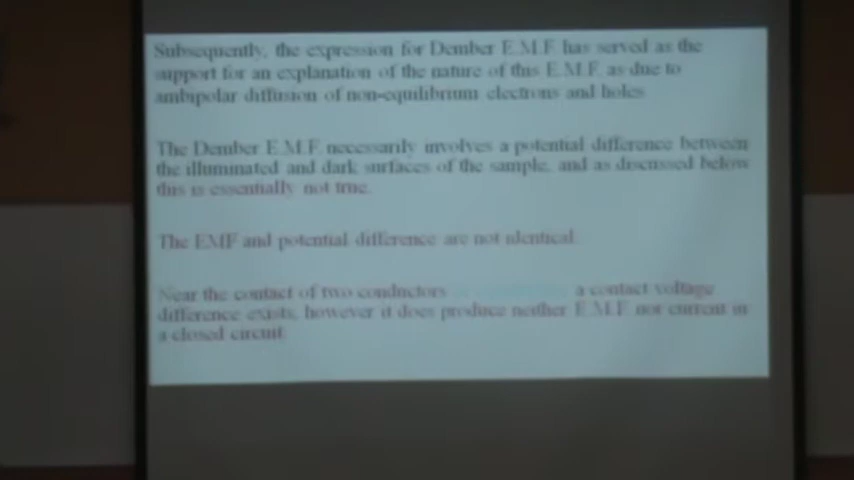 Subsequently, the expression for Dember E.M.F. has served as the
support for an explanation of the nature of this E.M.F. as due to
ambipolar diffusion of non-equilibrium electrons and holes
The Dember E.M.F. necessarily involves a potential difference between
the illuminated and dark surfaces of the sample, and as discussed below
this is essentially not true.
The EMF and potential difference are not identical.
Near the contact of two conductors a contact voltage
difference exists, however it does produce neither E.M.F. nor current in
a closed circuit.